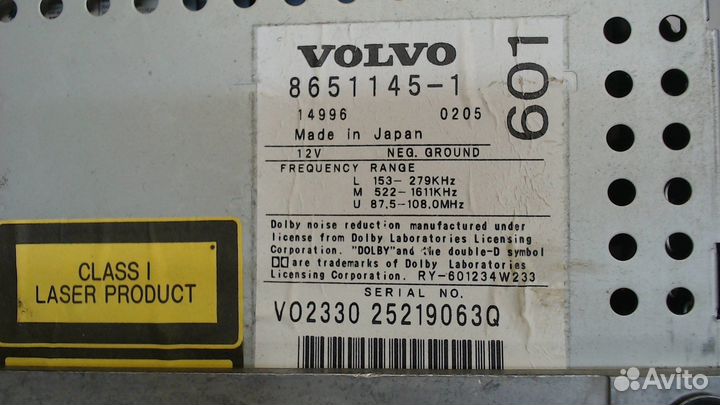 VOLVO
8651145-1
601
14996 0205
Made in Japan
12V NEG. GROUND
FREQUENCY RANGE
L 153- 279KHz
M 522-1611KHz
U 87.5-108.0MHz
Dolby noise reduction manufactured under
license from Dolby Laboratories Licensing
Corporation. "DOLBY"and the double-D symbol
are trademarks of Dolby Laboratories
Licensing Corporation. RY-601234W233
SERIAL NO.
VO2330 25219063Q
CLASS I
LASER PRODUCT
Avito